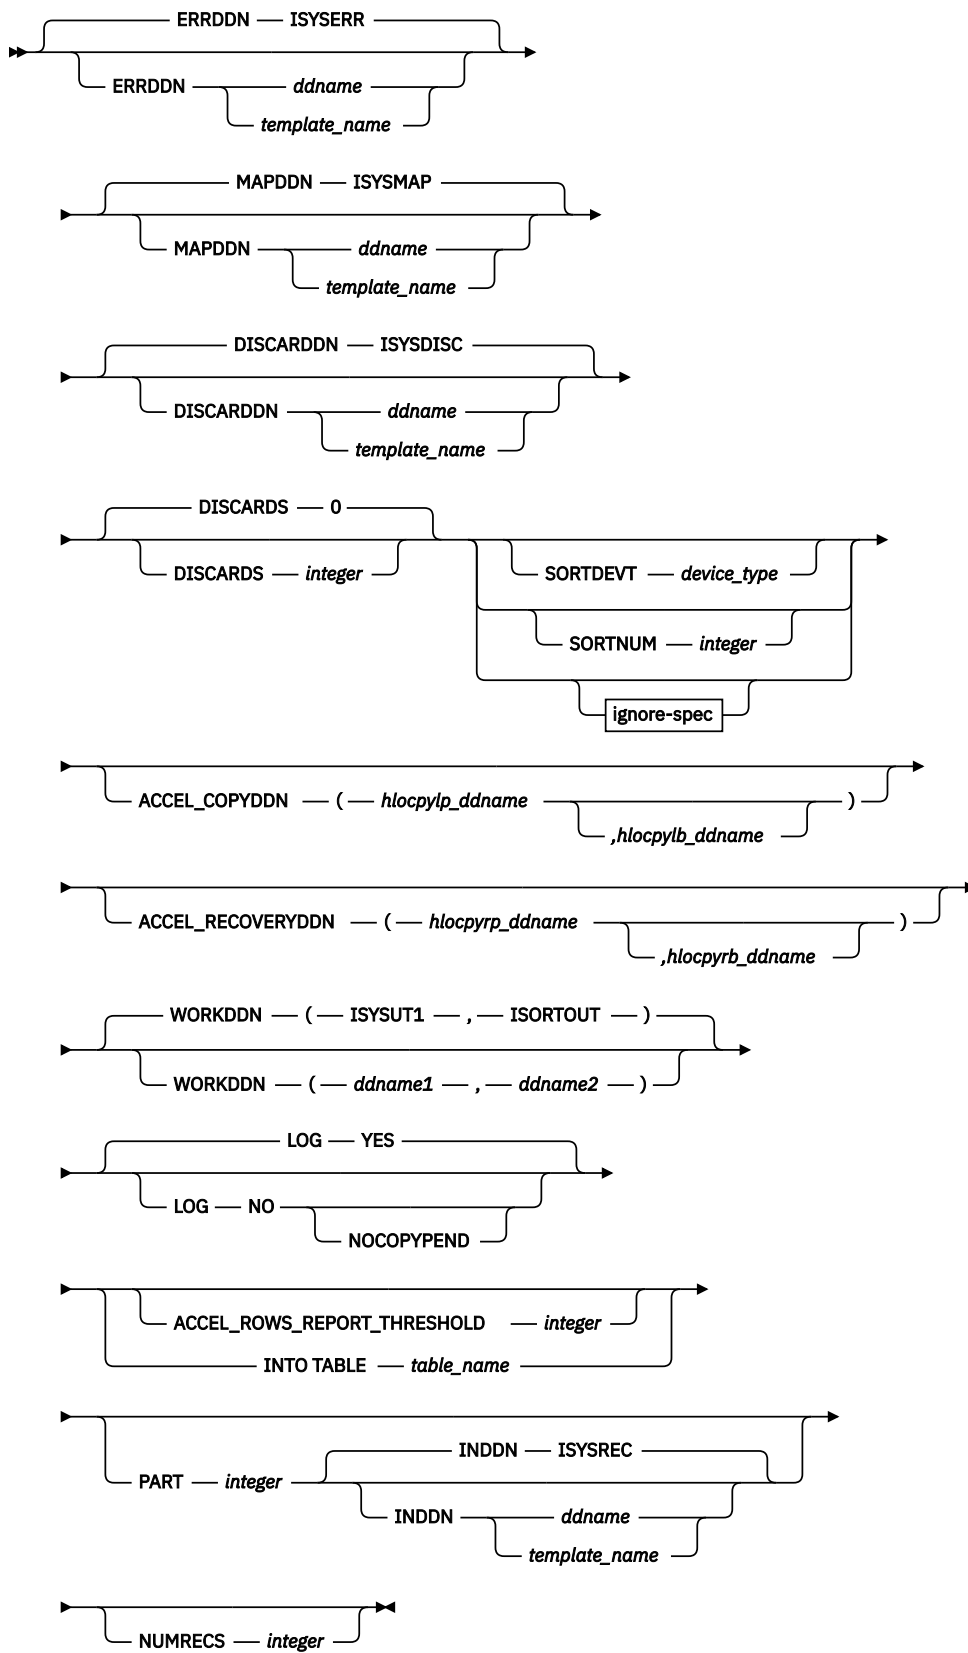 ERRDDN ISYSERR
ERRDDN ddname
template_name
MAPDDN ISYSMAP
MAPDDN ddname
template_name
DISCARDDN ISYSDISC
DISCARDDN ddname
template_name
DISCARDS 0
DISCARDS integer
SORTDEVT device_type
SORTNUM integer
ignore-spec
ACCEL_COPYDDN ( hlocpylp_ddname )
,hlocpylb_ddname
ACCEL_RECOVERYDDN ( hlocpyrp_ddname )
,hlocpyrb_ddname
WORKDDN ( ISYSUT1 , ISORTOUT )
WORKDDN ( ddname1 , ddname2 )
LOG YES
LOG NO
NOCOPYPEND
ACCEL_ROWS_REPORT_THRESHOLD integer
INTO TABLE table_name
INDDN ISYSREC
PART integer
INDDN ddname
template_name
NUMRECS integer